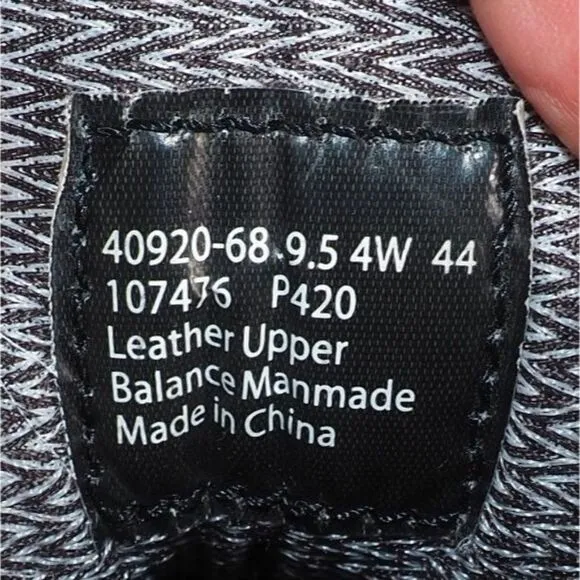 40920-68 9.5 4W 44
107476 P420
Leather Upper
Balance Manmade
Made in China